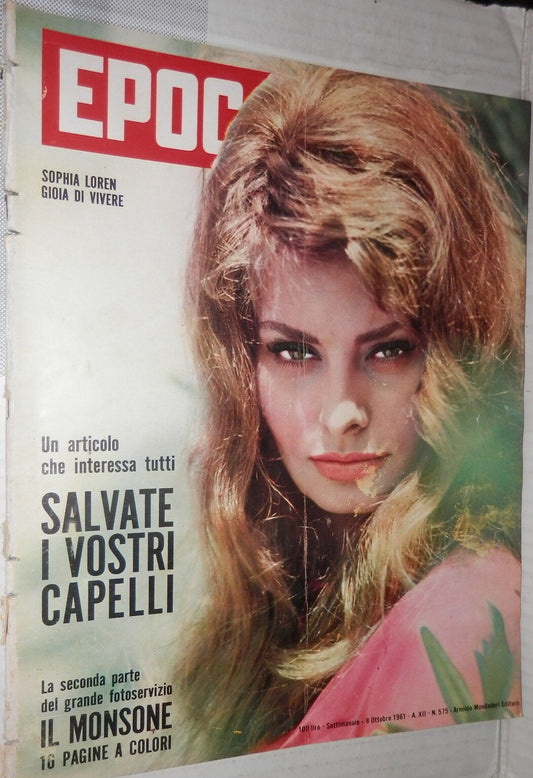 EPOC
SOPHIA LOREN
GIOIA DI VIVERE
Un articolo
che interessa tutti
SALVATE
I VOSTRI
CAPELLI
La seconda parte
del grande fotoservizio
IL MONSONE
16 PAGINE A COLORI
100 lire - Settimanale - 8 Ottobre 1961 - A. XII - N. 575 - Arnoldo Mondadori Editore